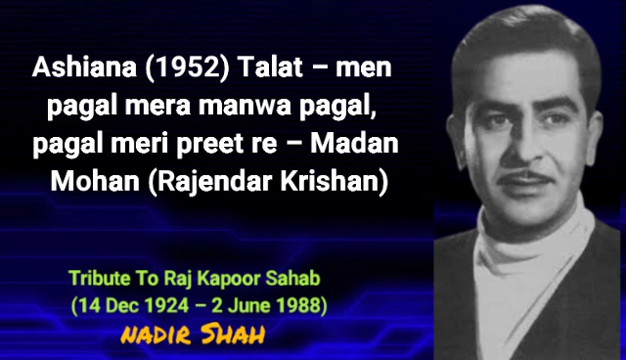 Ashiana (1952) Talat – men
pagal mera manwa pagal,
pagal meri preet re – Madan
Mohan (Rajendar Krishan)
Tribute To Raj Kapoor Sahab
(14 Dec 1924 – 2 June 1988)
NADIR SHAH